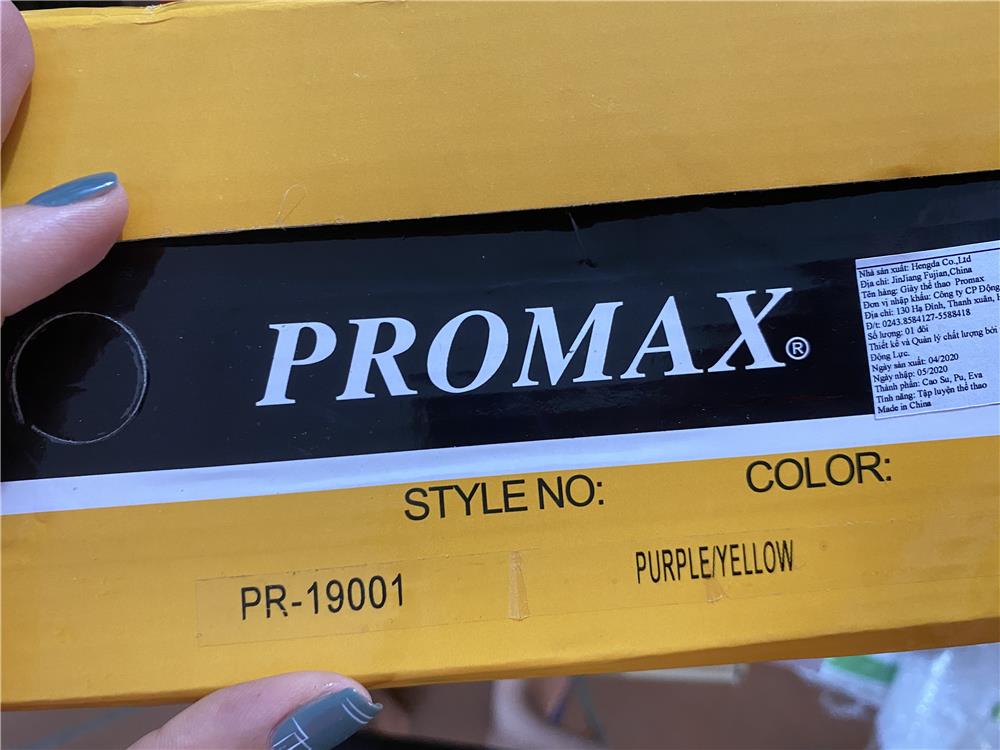 PROMAX®
Nhà sản xuất: Hengda Co.,Ltd
Địa chỉ: JinJiang Fujian,China
Tên hàng: Giày thể thao Promax
Đơn vị nhập khẩu: Công ty CP Động
Địa chỉ: 130 Hạ Đình, Thanh xuân,
Đ/t: 0243.8584127-5588418
Số lượng: 01 đôi
Thiết kế và Quản lý chất lượng bởi
Động Lực.
Ngày sản xuất: 04/2020
Ngày nhập: 05/2020
Thành phần: Cao Su, Pu, Eva
Tính năng: Tập luyện thể thao
Made in China
STYLE NO: COLOR:
PR-19001 PURPLE/YELLOW